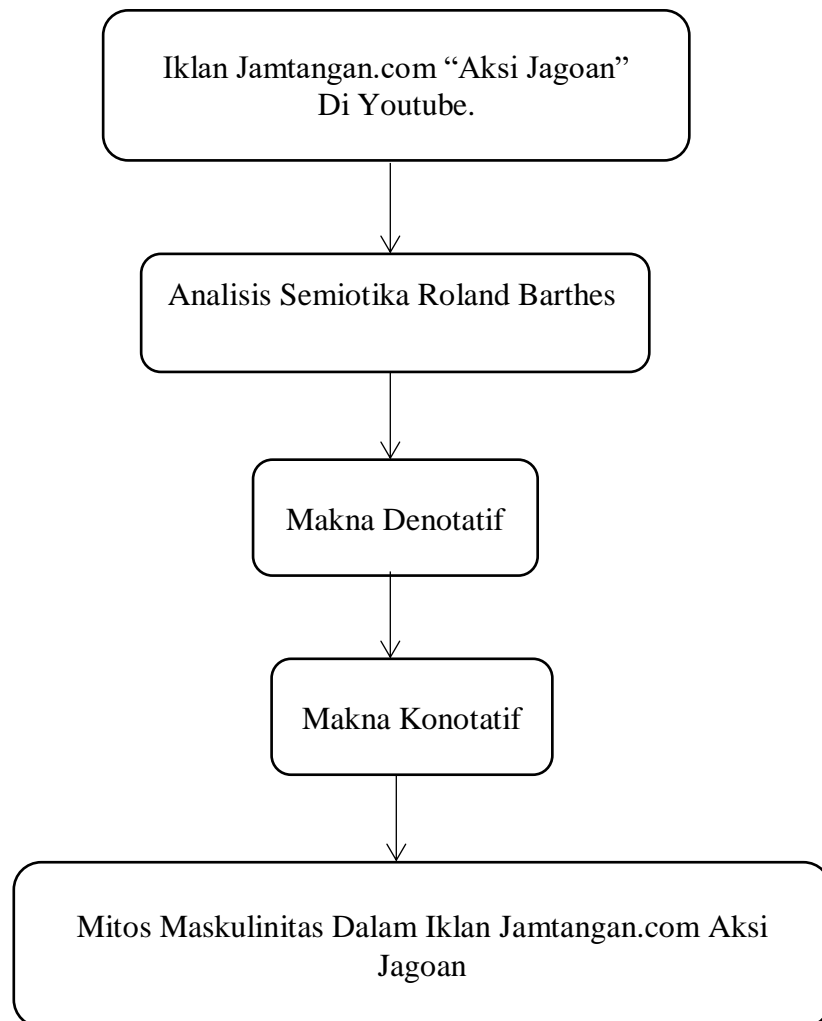 Iklan Jamtangan.com “Aksi Jagoan”
Di Youtube.
Analisis Semiotika Roland Barthes
Makna Denotatif
Makna Konotatif
Mitos Maskulinitas Dalam Iklan Jamtangan.com Aksi
Jagoan